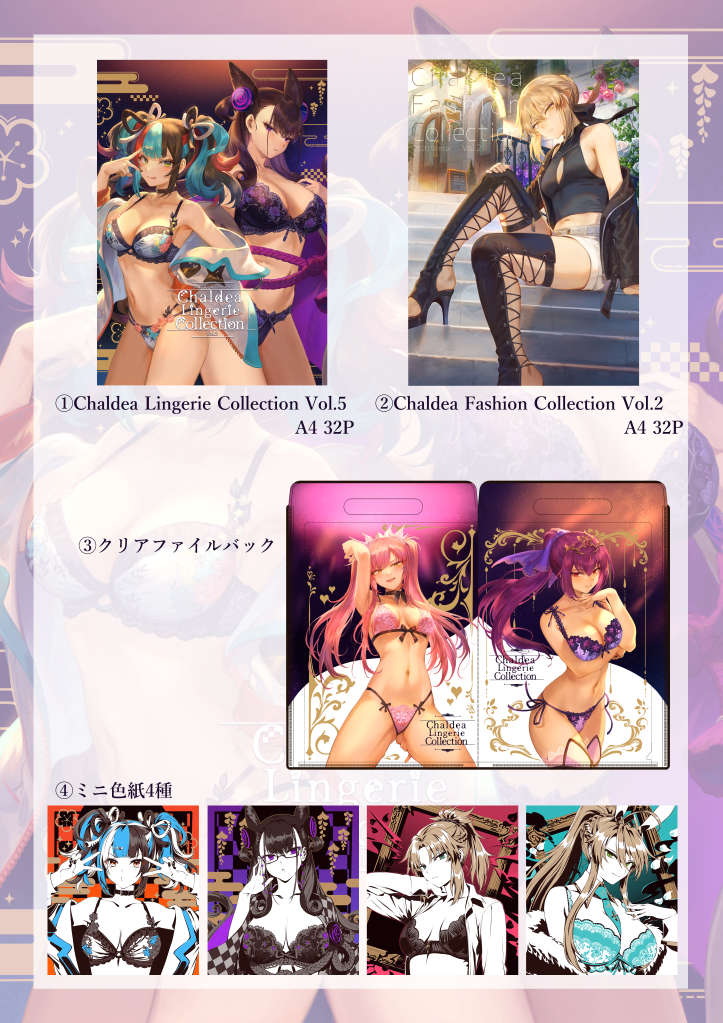 Chaldea
Lingerie
Collection
Chaldea
Fashion
Collection
Vol.2
①Chaldea Lingerie Collection Vol.5
A4 32P
②Chaldea Fashion Collection Vol.2
A4 32P
③クリアファイルバック
Chaldea
Lingerie
Collection
Chaldea
Lingerie
Collection
Lingerie
④ミニ色紙4種